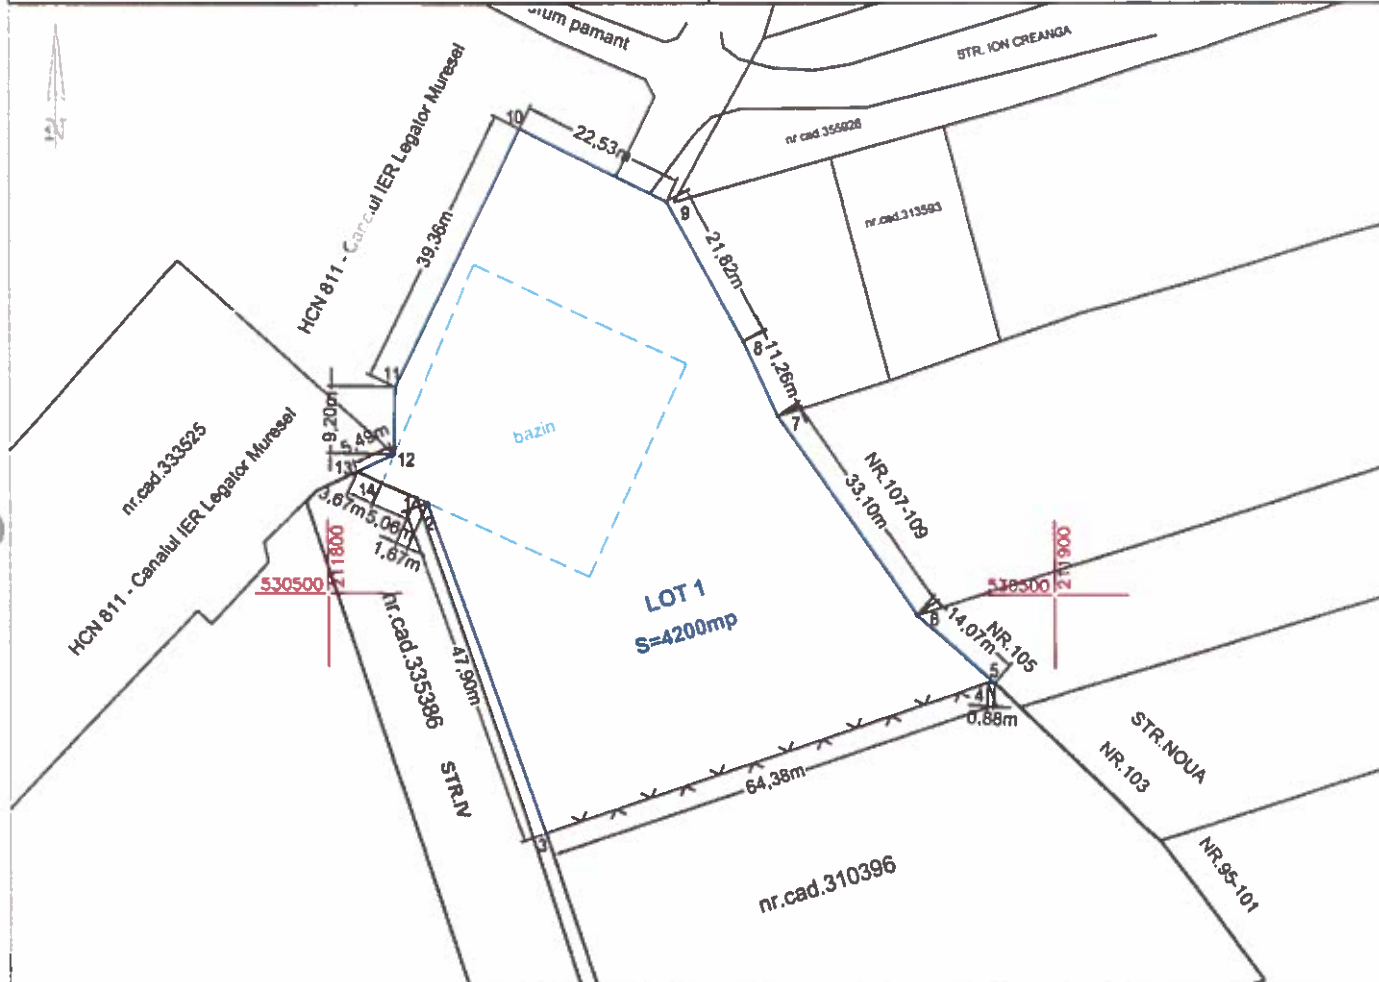 pamant
STR. ION CREANGA
nr cad.355926
nr.cad.313593
HCN 811 - Canalul IER Legator Muresel
10
22,53m
9
39,36m
21,82m
8
11,26m
7
11
9,20m
5,49m
12
13
14
3,67m
5,06m
1,67m
bazin
nr.cad.333525
HCN 811 - Canalul IER Legator Muresel
NR.107-109
33,10m
530500
211800
530500
211900
LOT 1
S=4200mp
6
14,07m
NR.105
5
4
0,88m
nr.cad.335386
47,90m
STR.IV
64,38m
3
STR.NOUA
NR.103
NR.95-101
nr.cad.310396